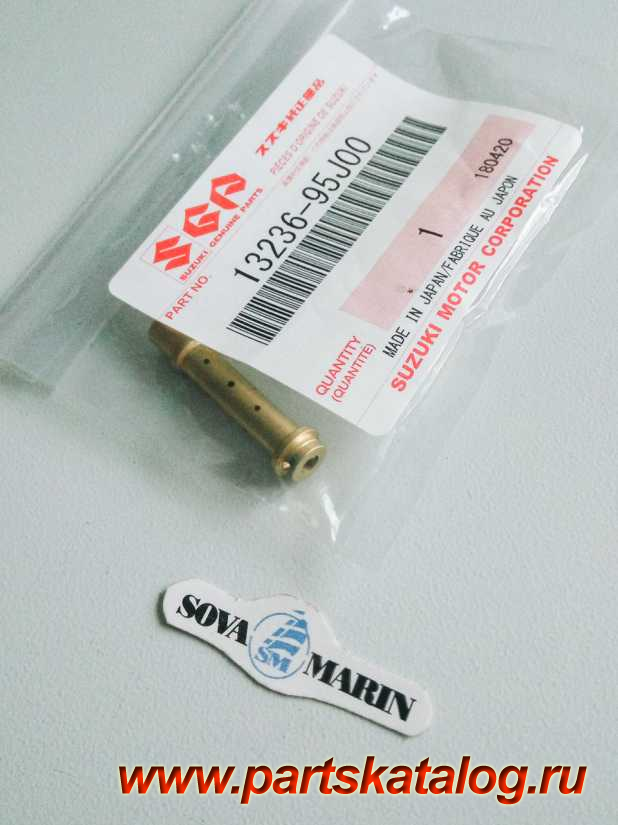 SGP
SUZUKI GENUINE PARTS
スズキ純正部品
PIECES D'ORIGINE DE SUZUKI
PART NO.
13236-95J00
QUANTITY
(QUANTITE)
1
180420
MADE IN JAPAN/FABRIQUE AU JAPON
SUZUKI MOTOR CORPORATION
SOVA
SM
MARIN
www.partskatalog.ru